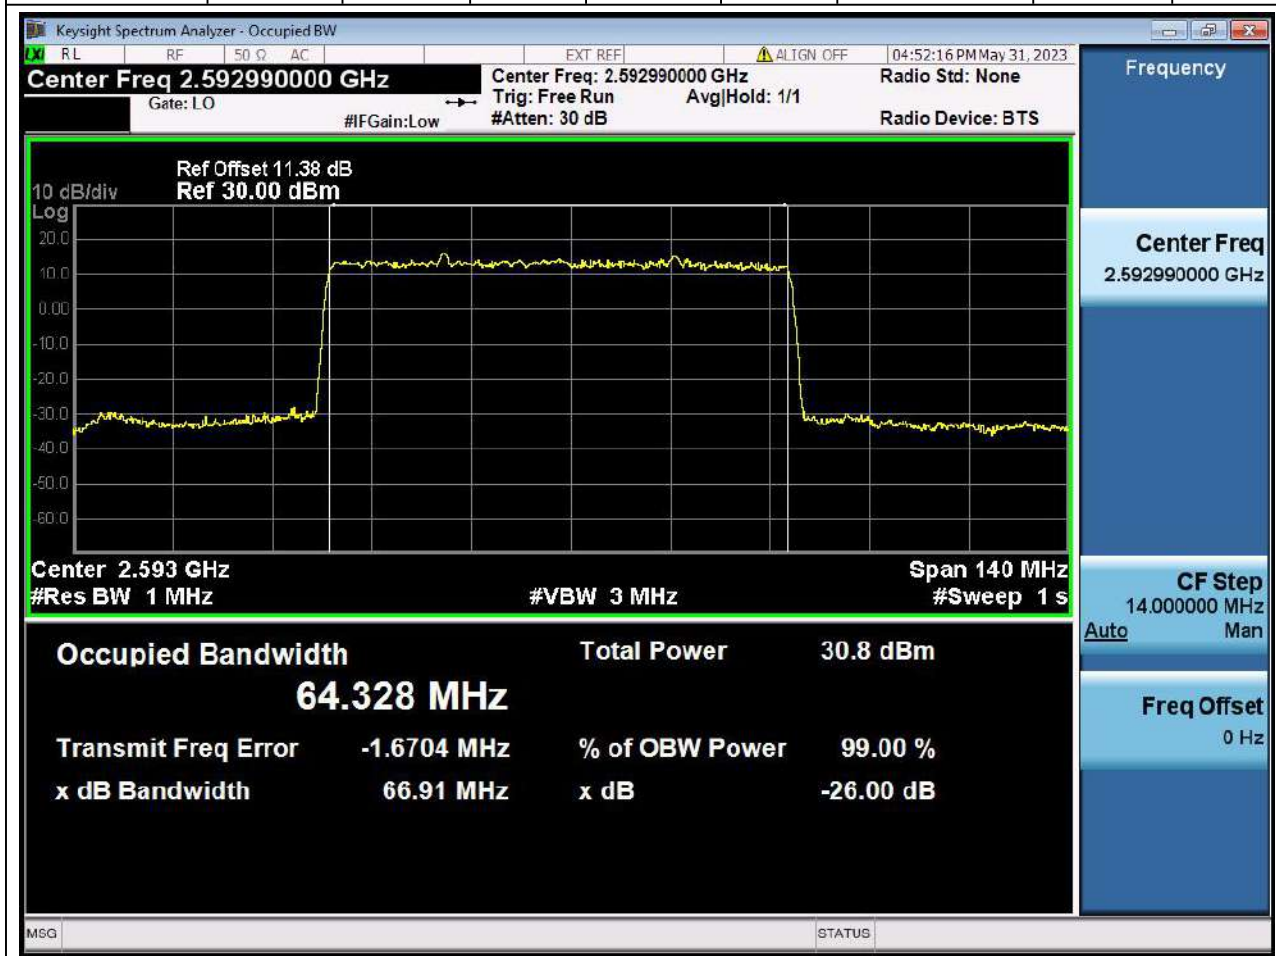 Keysight Spectrum Analyzer - Occupied BW
LXI RL RF 50 Ω AC EXT REF ALIGN OFF 04:52:16 PM May 31, 2023
Center Freq 2.592990000 GHz Center Freq: 2.592990000 GHz Radio Std: None
Gate: LO Trig: Free Run Avg|Hold: 1/1
#IFGain:Low #Atten: 30 dB Radio Device: BTS
Ref Offset 11.38 dB
10 dB/div Ref 30.00 dBm
Log
20.0
10.0
0.00
-10.0
-20.0
-30.0
-40.0
-50.0
-60.0
Center 2.593 GHz Span 140 MHz
#Res BW 1 MHz #VBW 3 MHz #Sweep 1 s
Occupied Bandwidth Total Power 30.8 dBm
64.328 MHz
Transmit Freq Error -1.6704 MHz % of OBW Power 99.00 %
x dB Bandwidth 66.91 MHz x dB -26.00 dB
Frequency
Center Freq
2.592990000 GHz
CF Step
14.000000 MHz
Auto Man
Freq Offset
0 Hz
MSG STATUS